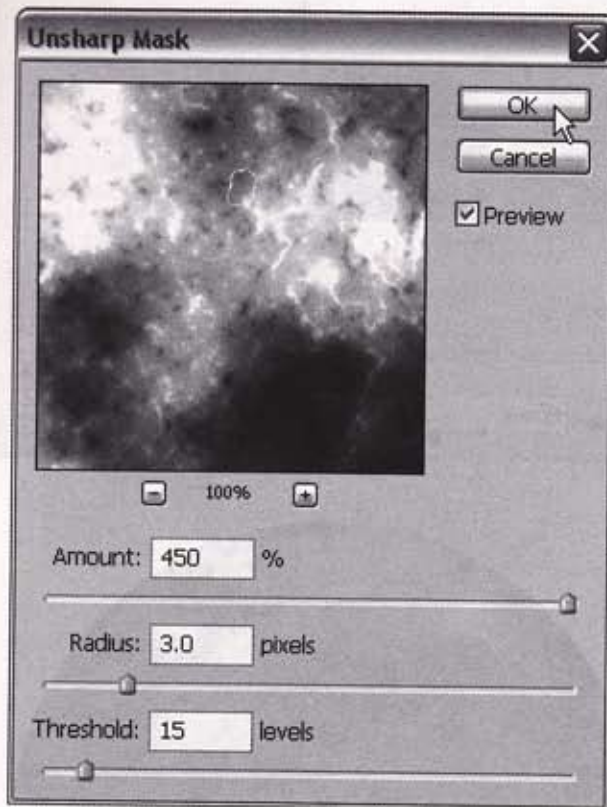 Unsharp Mask
OK
Cancel
Preview
100%
Amount: 450 %
Radius: 3.0 pixels
Threshold: 15 levels